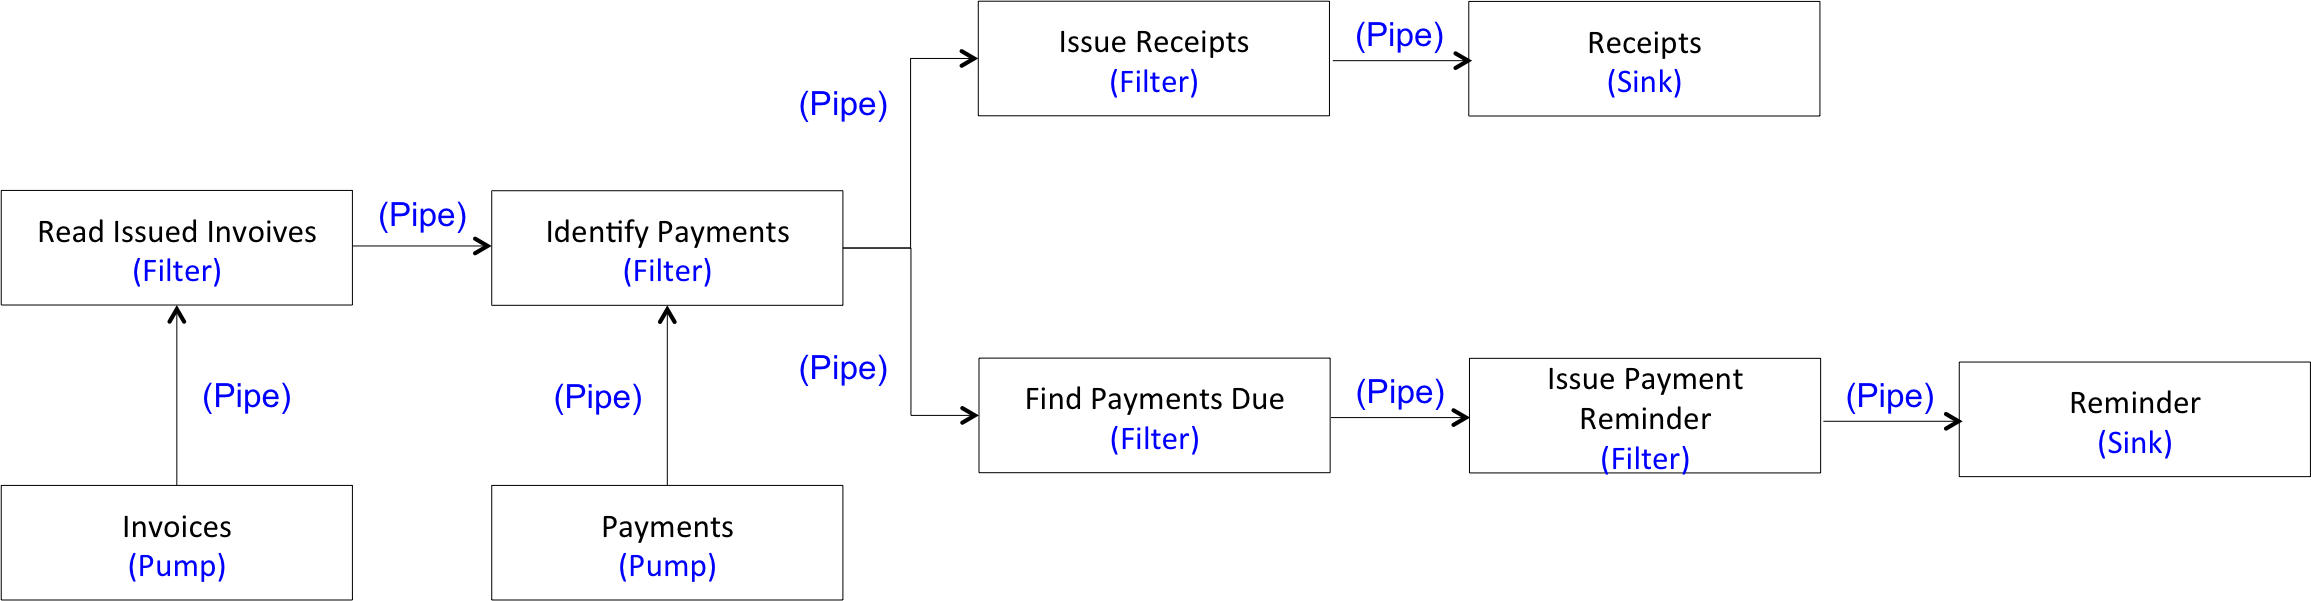 Issue Receipts
(Filter)
(Pipe)
Receipts
(Sink)
(Pipe)
Read Issued Invoives
(Filter)
(Pipe)
Identify Payments
(Filter)
(Pipe)
(Pipe)
(Pipe)
Find Payments Due
(Filter)
(Pipe)
Issue Payment
Reminder
(Filter)
(Pipe)
Reminder
(Sink)
Invoices
(Pump)
Payments
(Pump)